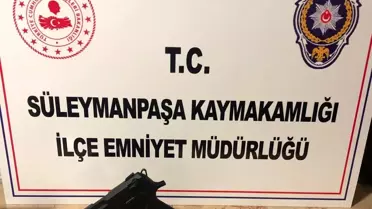 T.C.
SÜLEYMANPAŞA KAYMAKAMLIĞI
İLÇE EMNİYET MÜDÜRLÜĞÜ